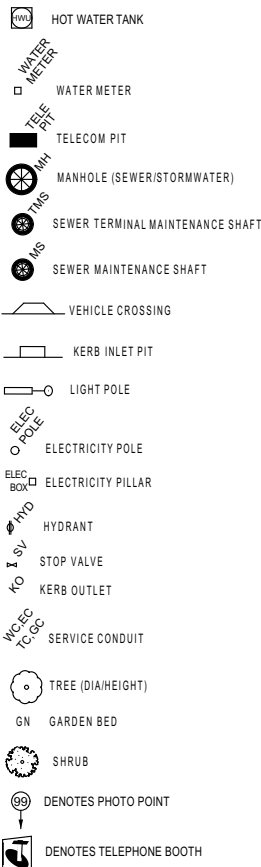 HWU HOT WATER TANK
WATER
METER
WATER METER
TELE
PIT
TELECOM PIT
MH
MANHOLE (SEWER/STORMWATER)
TMS
SEWER TERMINAL MAINTENANCE SHAFT
MS
SEWER MAINTENANCE SHAFT
VEHICLE CROSSING
KERB INLET PIT
LIGHT POLE
ELEC
POLE
ELECTRICITY POLE
ELEC
BOX ELECTRICITY PILLAR
HYD
HYDRANT
SV
STOP VALVE
KO
KERB OUTLET
WC,EC
TC,GC
SERVICE CONDUIT
TREE (DIA/HEIGHT)
GN GARDEN BED
SHRUB
99 DENOTES PHOTO POINT
DENOTES TELEPHONE BOOTH